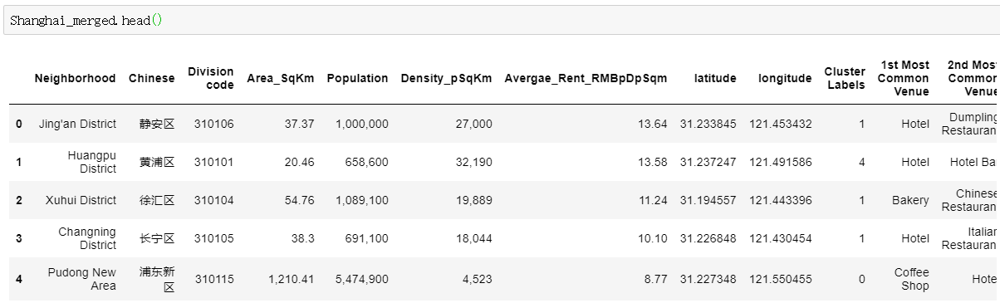 Shanghai_merged.head()
Neighborhood Chinese Division code Area_SqKm Population Density_pSqKm Avergae_Rent_RMBpDpSqm latitude longitude Cluster Labels 1st Most Common Venue 2nd Most Common Venue
0 Jing'an District 静安区 310106 37.37 1,000,000 27,000 13.64 31.233845 121.453432 1 Hotel Dumpling Restauran
1 Huangpu District 黄浦区 310101 20.46 658,600 32,190 13.58 31.237247 121.491586 4 Hotel Hotel Ba
2 Xuhui District 徐汇区 310104 54.76 1,089,100 19,889 11.24 31.194557 121.443396 1 Bakery Chinese Restauran
3 Changning District 长宁区 310105 38.3 691,100 18,044 10.10 31.226848 121.430454 1 Hotel Italian Restauran
4 Pudong New Area 浦东新区 310115 1,210.41 5,474,900 4,523 8.77 31.227348 121.550455 0 Coffee Shop Hote